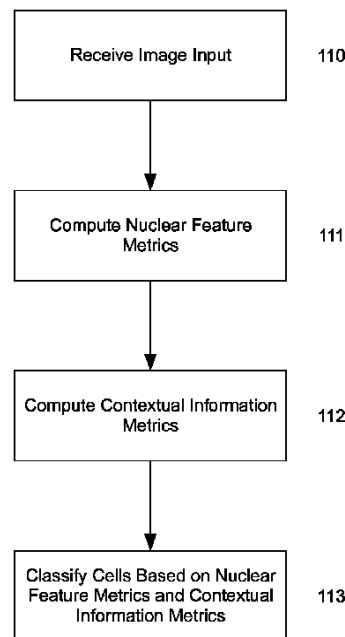 Receive Image Input
110
Compute Nuclear Feature
Metrics
111
Compute Contextual Information
Metrics
112
Classify Cells Based on Nuclear
Feature Metrics and Contextual
Information Metrics
113